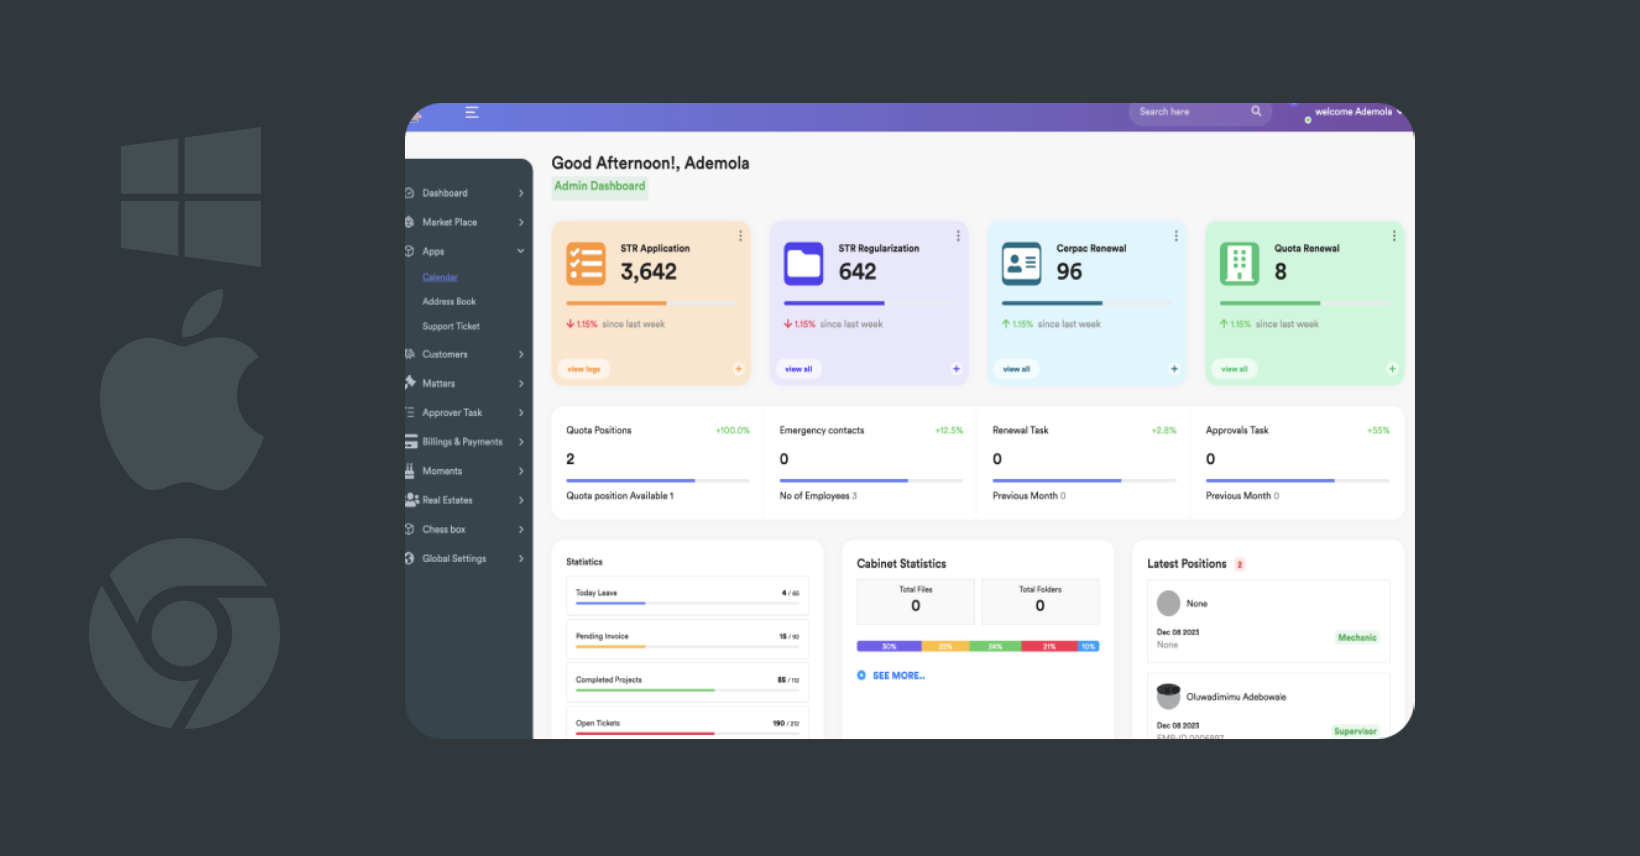 Search here
welcome Ademola
Good Afternoon!, Ademola
Admin Dashboard
Dashboard
Market Place
Apps
Calendar
Address Book
Support Ticket
Customers
Matters
Approver Task
Billings & Payments
Moments
Real Estates
Chess box
Global Settings
STR Application
3,642
1.15% since last week
view logs
STR Regularization
642
1.15% since last week
view all
Cerpac Renewal
96
1.15% since last week
view all
Quota Renewal
8
1.15% since last week
view all
Quota Positions +100.0%
2
Quota position Available 1
Emergency contacts +12.5%
0
No of Employees 3
Renewal Task +2.8%
0
Previous Month 0
Approvals Task +55%
0
Previous Month 0
Statistics
Today Leave 4 /
Pending Invoice 15 / 92
Completed Projects 85 / 112
Open Tickets 190 / 212
Cabinet Statistics
Total Files
0
Total Folders
0
30% 22% 24% 21% 10%
SEE MORE..
Latest Positions 2
None
Dec 08 2023
None
Mechanic
Oluwadimimu Adebowale
Dec 08 2023
Supervisor